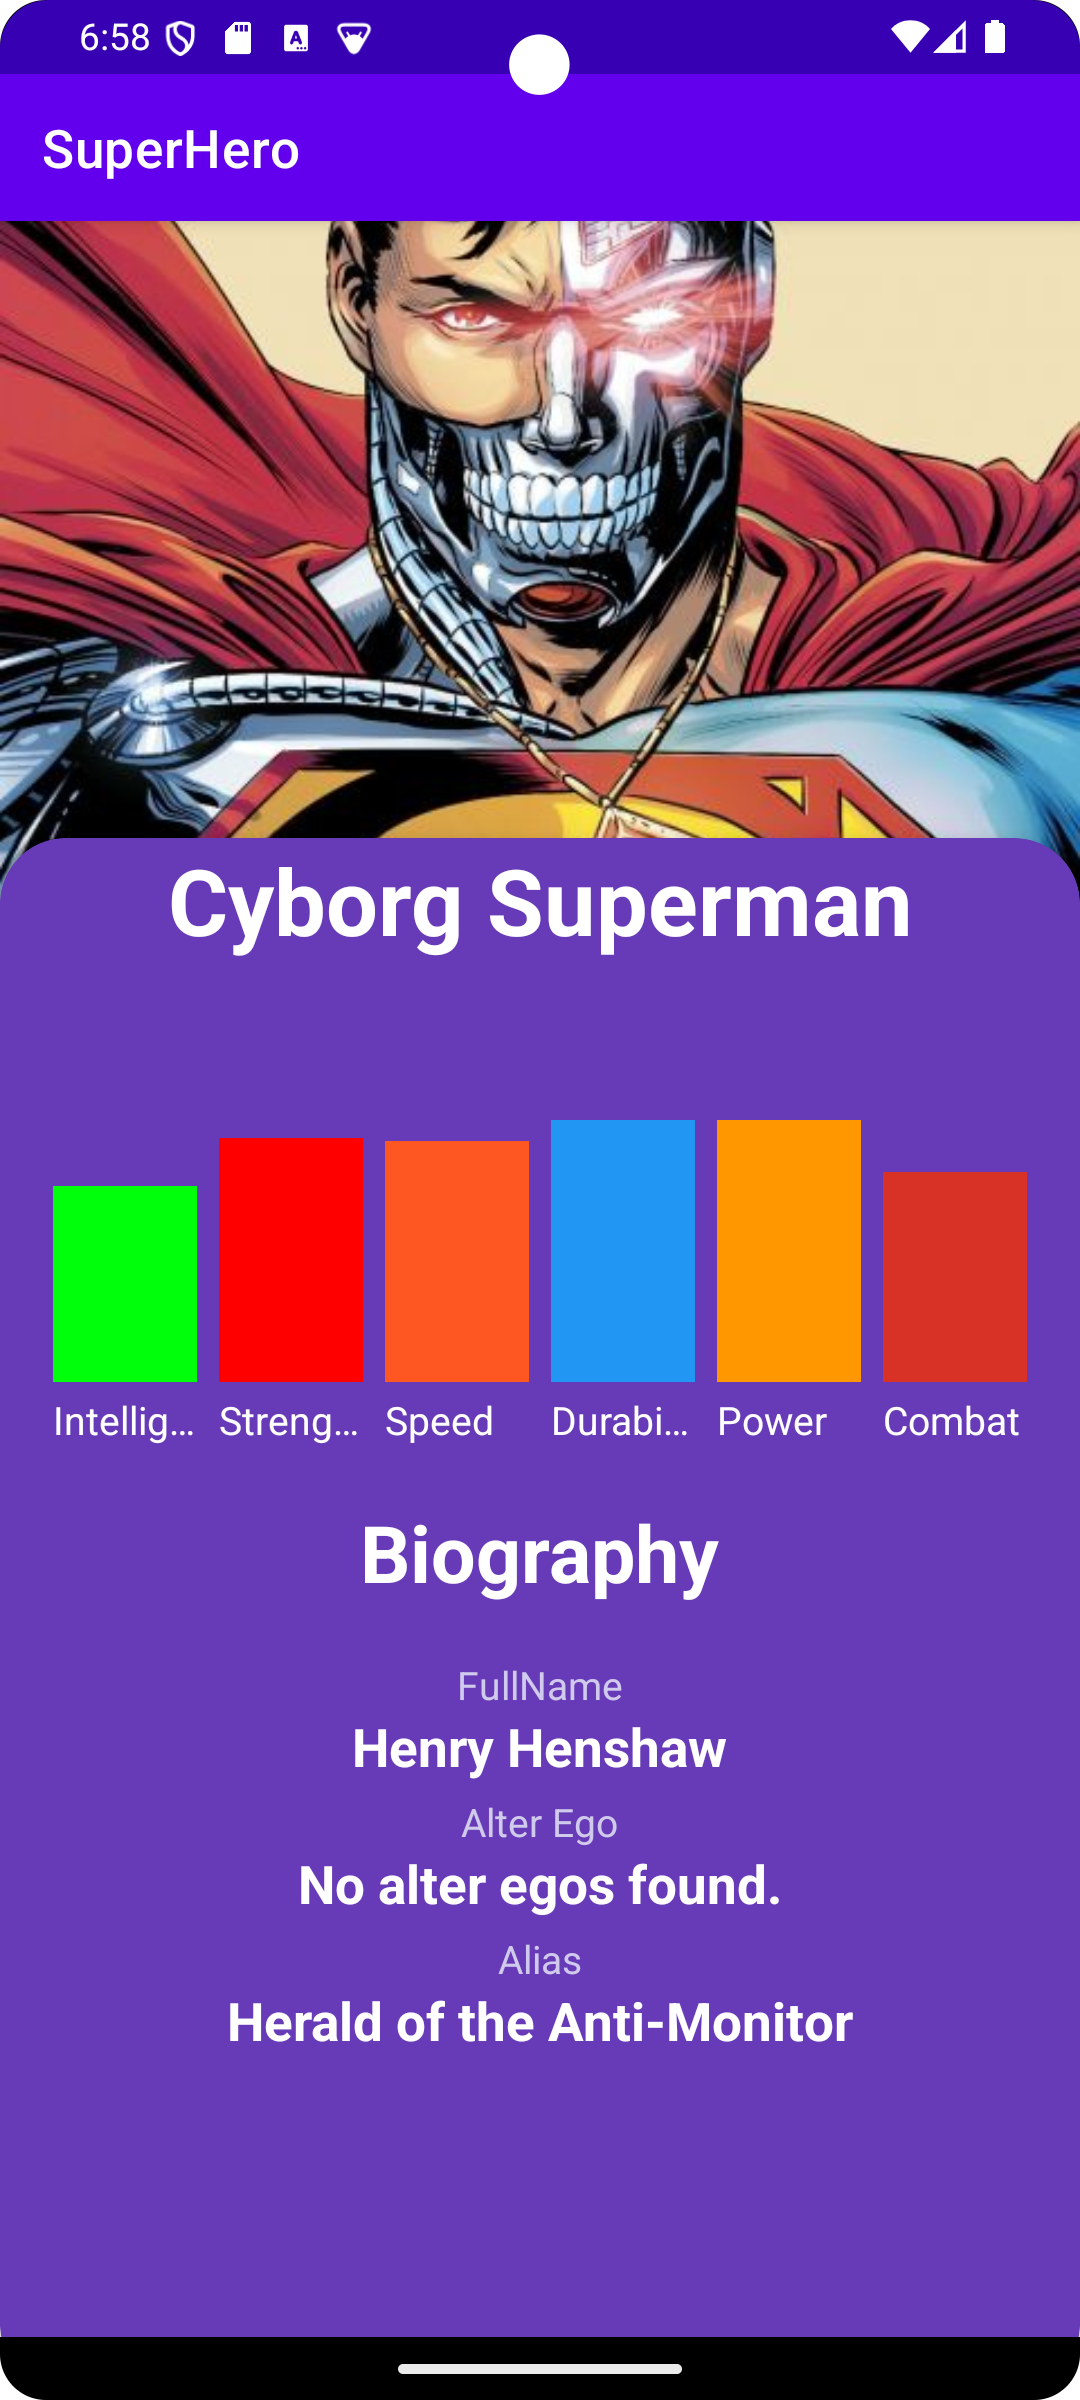 6:58
SuperHero
Cyborg Superman
Intellig... Streng... Speed Durabi... Power Combat
Biography
FullName
Henry Henshaw
Alter Ego
No alter egos found.
Alias
Herald of the Anti-Monitor